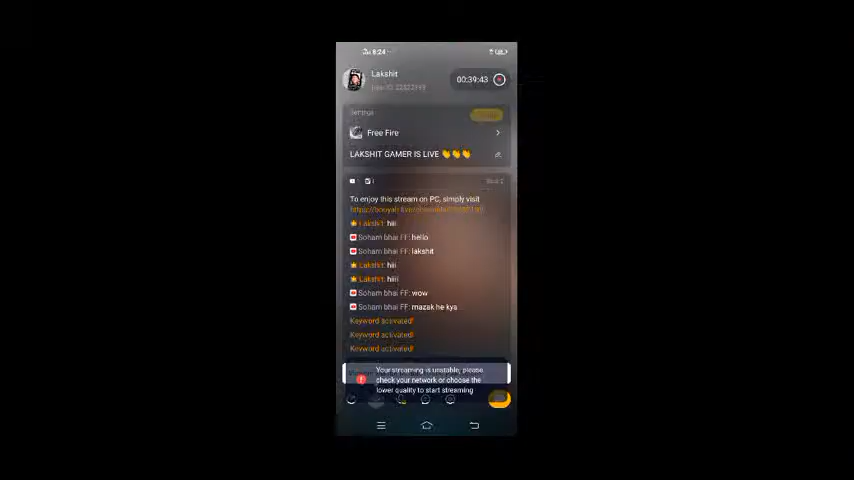 8:24
Lakshit
00:39:43
Settings
Free Fire
LAKSHIT GAMER IS LIVE 👏👏👏
To enjoy this stream on PC, simply visit
Lakshit: hiii
Soham bhai FF: hello
Soham bhai FF: lakshit
Lakshit: hiii
Lakshit: hiiii
Soham bhai FF: wow
Soham bhai FF: mazak he kya
Keyword activated!
Keyword activated!
Keyword activated!
Your streaming is unstable, please
check your network or choose the
lower quality to start streaming